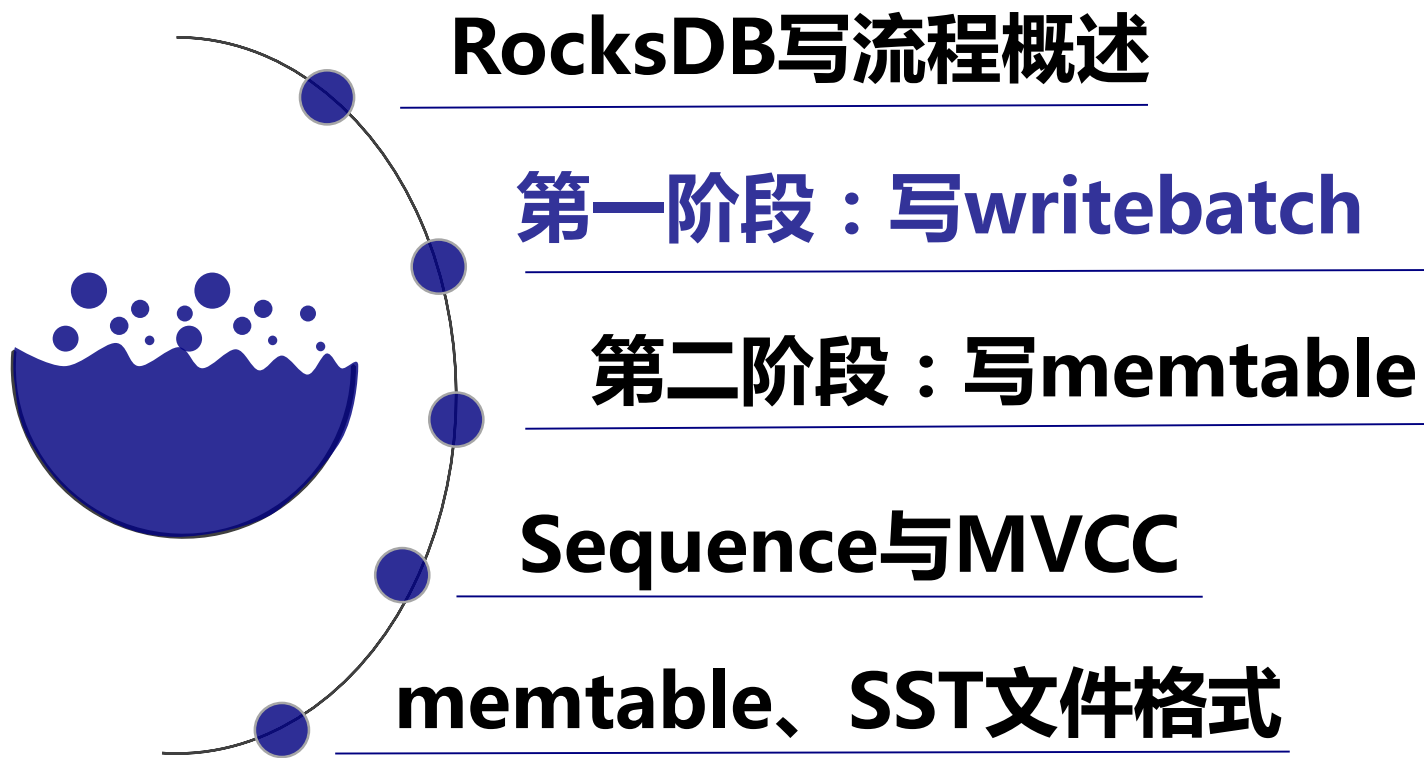 RocksDB写流程概述
第一阶段：写writebatch
第二阶段：写memtable
Sequence与MVCC
memtable、SST文件格式